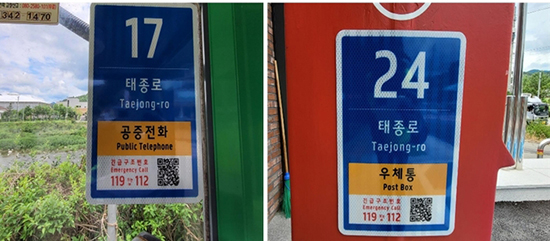 342 1470
17
태종로
Taejong-ro
공중전화
Public Telephone
긴급구조번호
Emergency Call
119 112
24
태종로
Taejong-ro
우체통
Post Box
긴급구조번호
Emergency Call
119 112